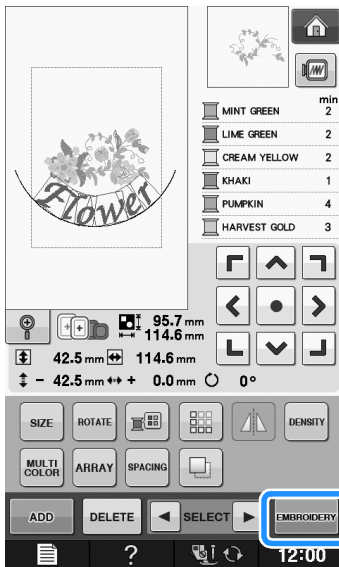 min
MINT GREEN 2
LIME GREEN 2
CREAM YELLOW 2
KHAKI 1
PUMPKIN 4
HARVEST GOLD 3
Flower
95.7 mm
114.6 mm
42.5 mm 114.6 mm
- 42.5 mm + 0.0 mm 0°
SIZE ROTATE DENSITY
MULTI COLOR ARRAY SPACING
ADD DELETE SELECT EMBROIDERY
? 12:00